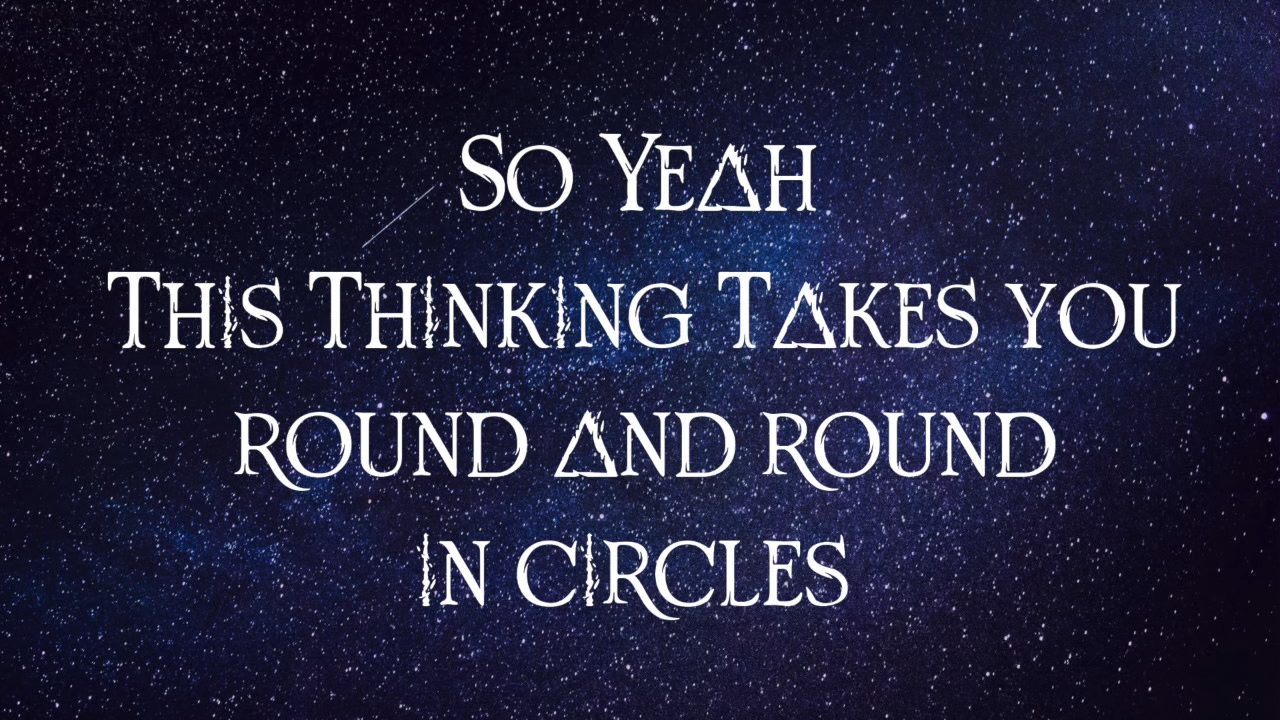 So Yeah
This Thinking Takes you
round and Round
In circles